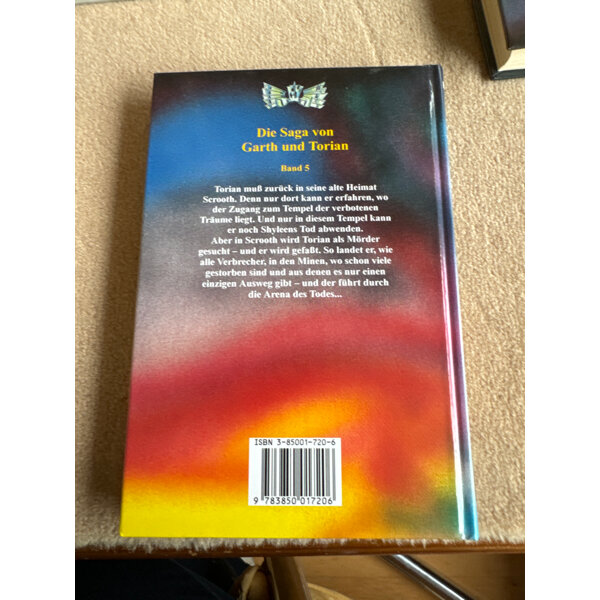 Die Saga von
Garth und Torian
Band 5
Torian muß zurück in seine alte Heimat
Scrooth. Denn nur dort kann er erfahren, wo
der Zugang zum Tempel der verbotenen
Träume liegt. Und nur in diesem Tempel kann
er noch Shyleens Tod abwenden.
Aber in Scrooth wird Torian als Mörder
gesucht – und er wird gefaßt. So landet er, wie
alle Verbrecher, in den Minen, wo schon viele
gestorben sind und aus denen es nur einen
einzigen Ausweg gibt – und der führt durch
die Arena des Todes...
ISBN 3-85001-720-6
9 783850 017206